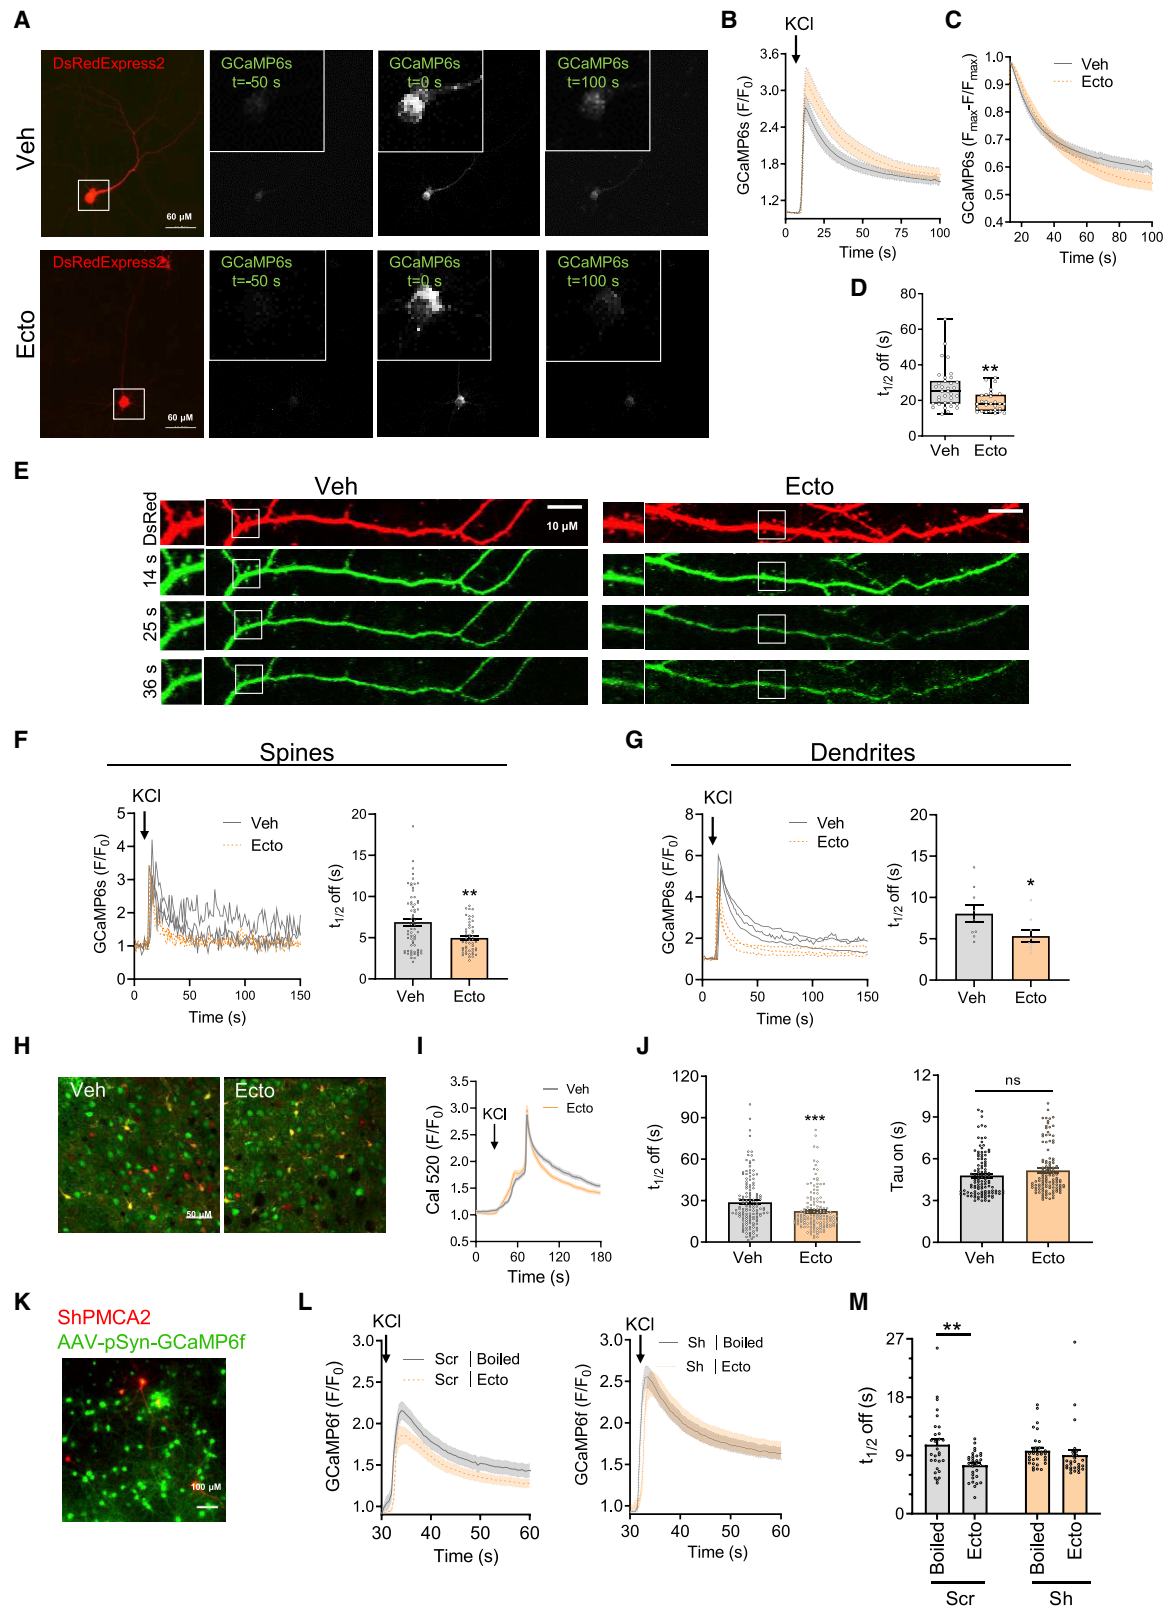 A
Veh
DsRedExpress2
60 µM
GCaMP6s
t=-50 s
GCaMP6s
t=0 s
GCaMP6s
t=100 s
Ecto
DsRedExpress2
60 µM
GCaMP6s
t=-50 s
GCaMP6s
t=0 s
GCaMP6s
t=100 s
B
KCl
GCaMP6s (F/F0)
3.6
3.0
2.4
1.8
1.2
0
25
50
75
100
Time (s)
C
GCaMP6s (Fmax-F/Fmax)
1.0
0.9
0.8
0.7
0.6
0.5
0.4
20
40
60
80
100
Time (s)
Veh
Ecto
D
t1/2 off (s)
80
60
40
20
0
**
Veh
Ecto
E
Veh
Ecto
DsRed
10 µM
14 s
25 s
36 s
F
Spines
KCl
GCaMP6s (F/F0)
5
4
3
2
1
0
0
50
100
150
Time (s)
Veh
Ecto
t1/2 off (s)
20
15
10
5
0
**
Veh
Ecto
G
Dendrites
KCl
GCaMP6s (F/F0)
8
6
4
2
0
0
50
100
150
Time (s)
Veh
Ecto
t1/2 off (s)
20
15
10
5
0
*
Veh
Ecto
H
Veh
50 µM
Ecto
I
Cal 520 (F/F0)
3.5
3.0
2.5
2.0
1.5
1.0
0.5
KCl
Veh
Ecto
0
60
120
180
Time (s)
J
t1/2 off (s)
120
90
60
30
0
***
Veh
Ecto
Tau on (s)
12
9
6
3
0
ns
Veh
Ecto
K
ShPMCA2
AAV-pSyn-GCaMP6f
100 µM
L
KCl
GCaMP6f (F/F0)
3.0
2.5
2.0
1.5
1.0
Scr | Boiled
Scr | Ecto
30
40
50
60
Time (s)
KCl
GCaMP6f (F/F0)
3.0
2.5
2.0
1.5
1.0
Sh | Boiled
Sh | Ecto
30
40
50
60
Time (s)
M
t1/2 off (s)
27
18
9
0
**
Boiled
Ecto
Boiled
Ecto
Scr
Sh